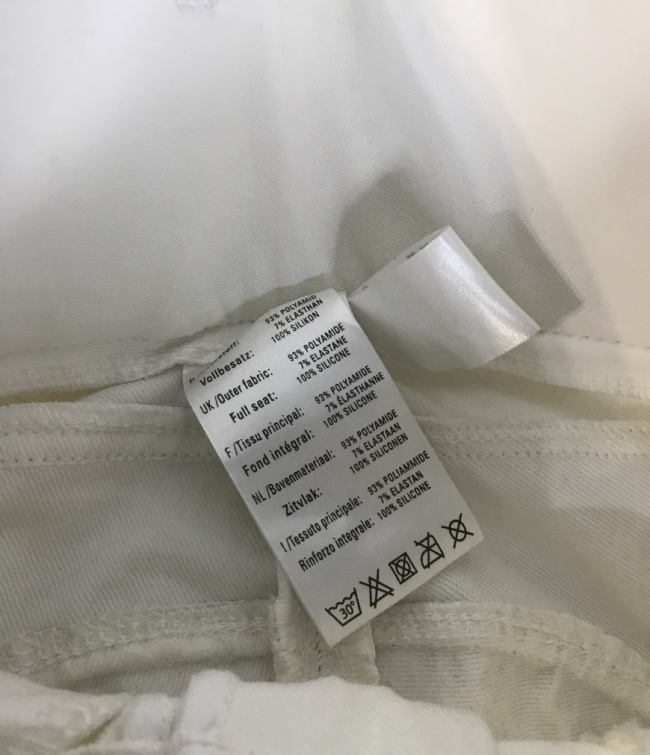 93% POLYAMID
7% ELASTHAN
Vollbesatz: 100% SILIKON
UK/Outer fabric: 93% POLYAMIDE
7% ELASTANE
Full seat: 100% SILICONE
F/Tissu principal: 93% POLYAMIDE
7% ÉLASTHANNE
Fond intégral: 100% SILICONE
NL/Bovenmateriaal: 93% POLYAMIDE
7% ELASTAAN
Zitvlak: 100% SILICONEN
I/Tessuto principale: 93% POLIAMMIDE
7% ELASTAN
Rinforzo integrale: 100% SILICONE
30°